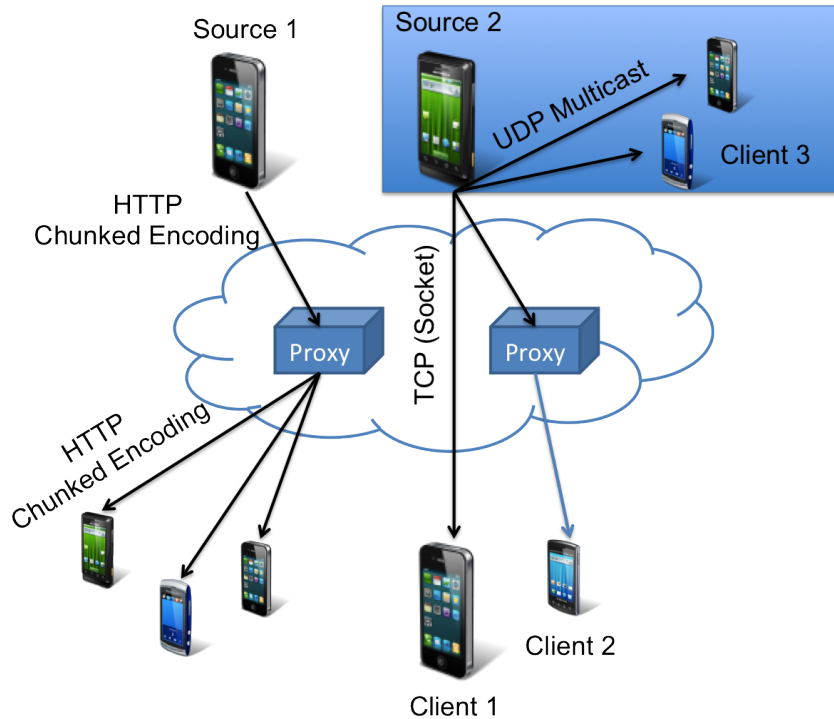 Source 1
Source 2
UDP Multicast
Client 3
HTTP
Chunked Encoding
TCP (Socket)
Proxy
Proxy
HTTP
Chunked Encoding
Client 2
Client 1